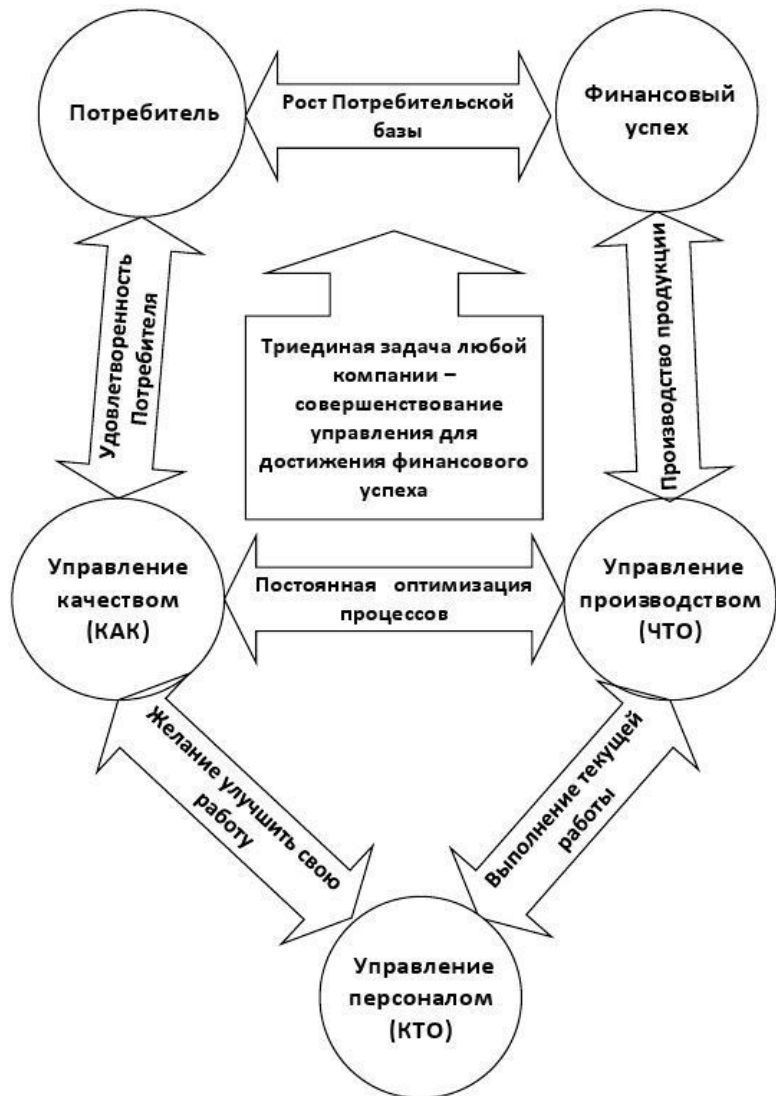 Потребитель
Рост Потребительской
базы
Финансовый
успех
Удовлетворенность
Потребителя
Триединая задача любой
компании –
совершенствование
управления для
достижения финансового
успеха
Производство продукции
Управление
качеством
(КАК)
Постоянная оптимизация
процессов
Управление
производством
(ЧТО)
Желание улучшить свою
работу
Выполнение текущей
работы
Управление
персоналом
(КТО)